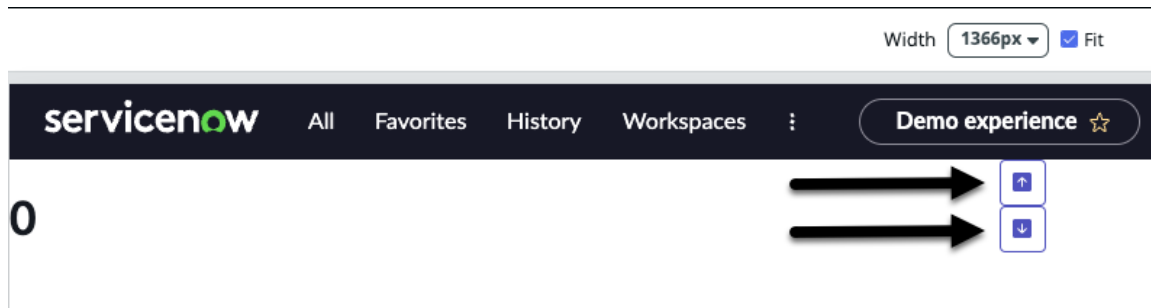 Width 1366px Fit
servicenow All Favorites History Workspaces Demo experience
0